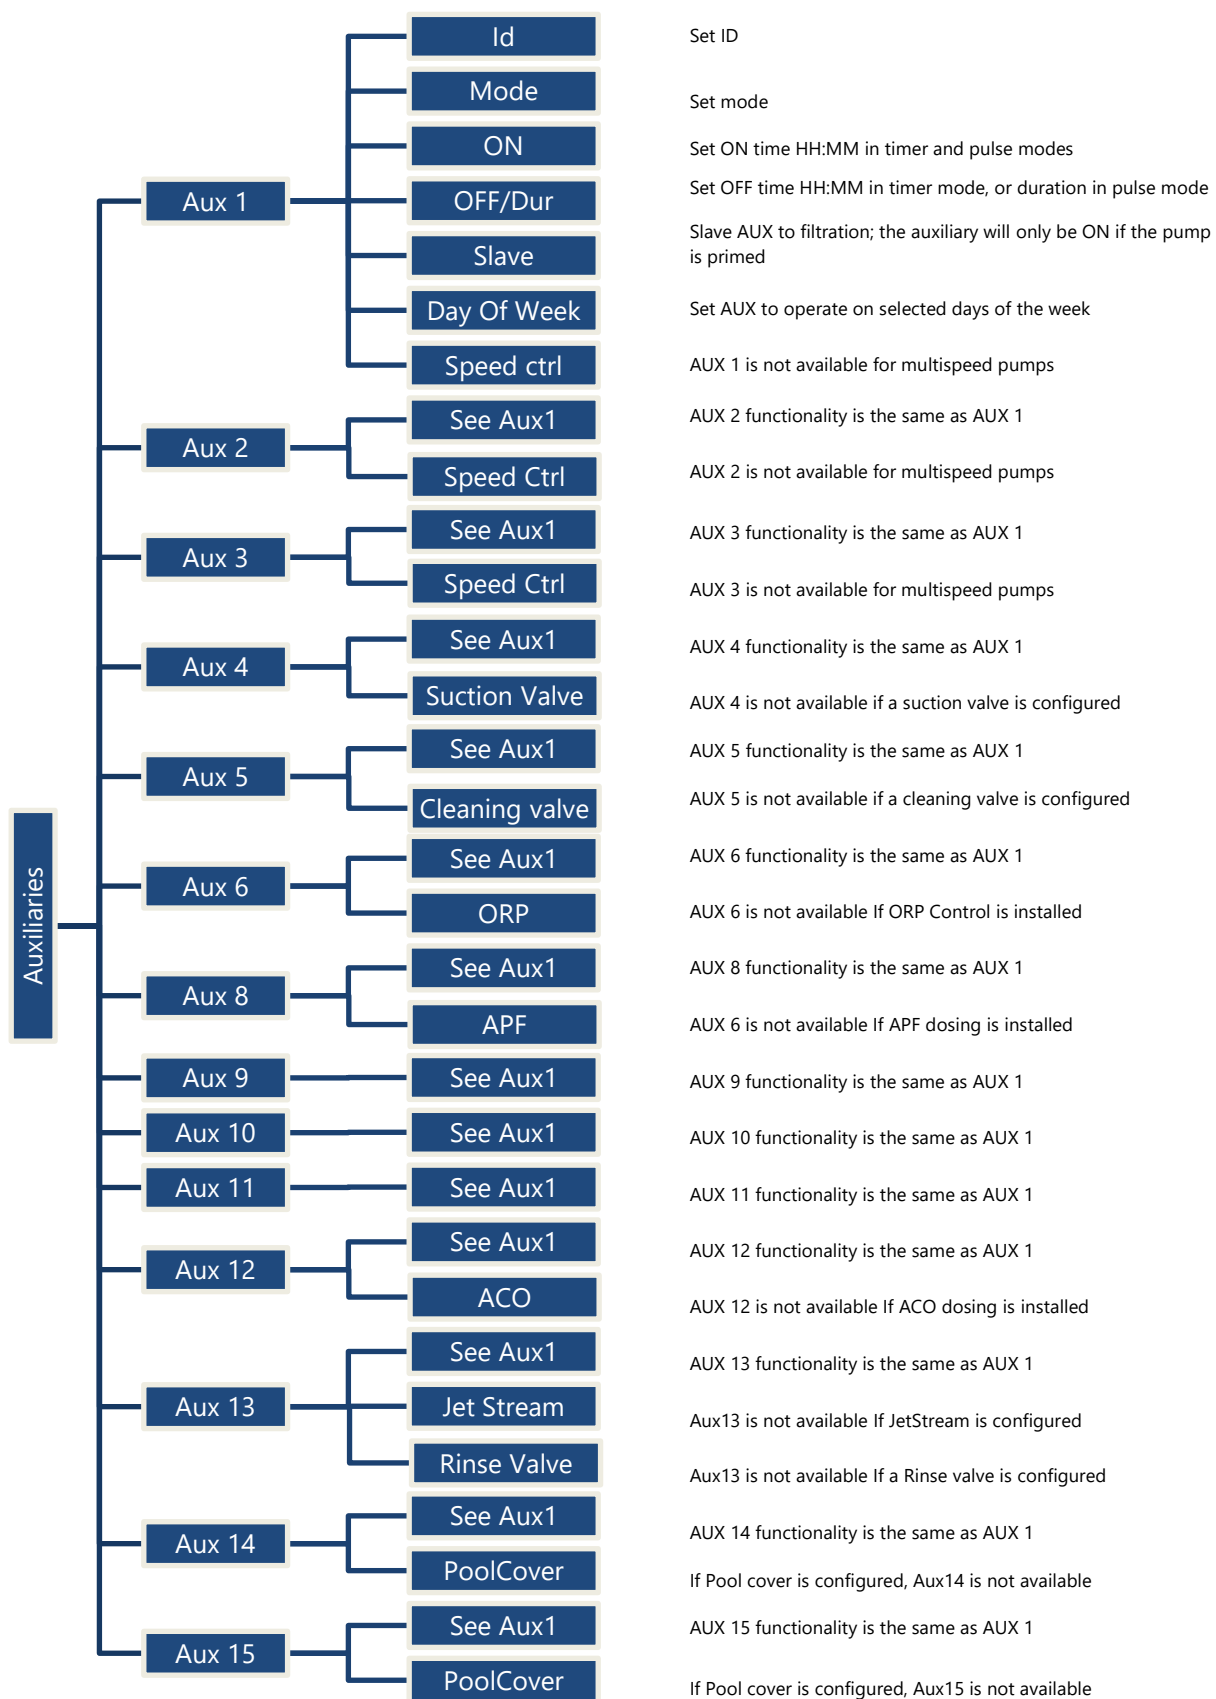 Auxiliaries
Aux 1
Id
Set ID
Mode
Set mode
ON
Set ON time HH:MM in timer and pulse modes
OFF/Dur
Set OFF time HH:MM in timer mode, or duration in pulse mode
Slave
Slave AUX to filtration; the auxiliary will only be ON if the pump
is primed
Day Of Week
Set AUX to operate on selected days of the week
Speed ctrl
AUX 1 is not available for multispeed pumps
Aux 2
See Aux1
AUX 2 functionality is the same as AUX 1
Speed Ctrl
AUX 2 is not available for multispeed pumps
Aux 3
See Aux1
AUX 3 functionality is the same as AUX 1
Speed Ctrl
AUX 3 is not available for multispeed pumps
Aux 4
See Aux1
AUX 4 functionality is the same as AUX 1
Suction Valve
AUX 4 is not available if a suction valve is configured
Aux 5
See Aux1
AUX 5 functionality is the same as AUX 1
Cleaning valve
AUX 5 is not available if a cleaning valve is configured
Aux 6
See Aux1
AUX 6 functionality is the same as AUX 1
ORP
AUX 6 is not available If ORP Control is installed
Aux 8
See Aux1
AUX 8 functionality is the same as AUX 1
APF
AUX 6 is not available If APF dosing is installed
Aux 9
See Aux1
AUX 9 functionality is the same as AUX 1
Aux 10
See Aux1
AUX 10 functionality is the same as AUX 1
Aux 11
See Aux1
AUX 11 functionality is the same as AUX 1
Aux 12
See Aux1
AUX 12 functionality is the same as AUX 1
ACO
AUX 12 is not available If ACO dosing is installed
Aux 13
See Aux1
AUX 13 functionality is the same as AUX 1
Jet Stream
Aux13 is not available If JetStream is configured
Rinse Valve
Aux13 is not available If a Rinse valve is configured
Aux 14
See Aux1
AUX 14 functionality is the same as AUX 1
PoolCover
If Pool cover is configured, Aux14 is not available
Aux 15
See Aux1
AUX 15 functionality is the same as AUX 1
PoolCover
If Pool cover is configured, Aux15 is not available